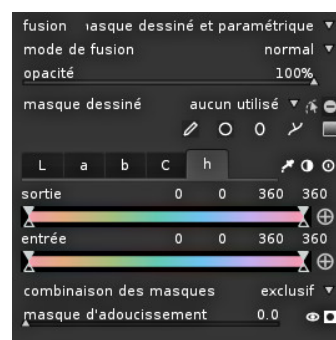 fusion masque dessiné et paramétrique
mode de fusion normal
opacité 100%
masque dessiné aucun utilisé
L a b C h
sortie 0 0 360 360
entrée 0 0 360 360
combinaison des masques exclusif
masque d'adoucissement 0.0